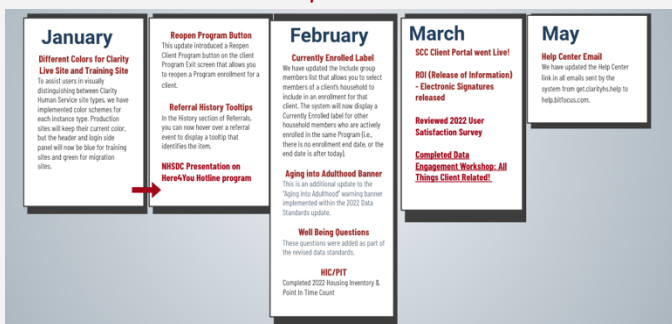 January
Different Colors for Clarity
Live Site and Training Site
To assist users in visually
distinguishing between Clarity
Human Service site types, we have
implemented color schemes for
each instance type. Production
sites will keep their current color,
but the header and login side
panel will now be blue for training
sites and green for migration
sites.
Reopen Program Button
This update introduced a Reopen
Client Program button on the client
Program Exit screen that allows you
to reopen a Program enrollment for a
client.
Referral History Tooltips
In the History section of Referrals,
you can now hover over a referral
event to display a tooltip that
identifies the item.
NHSDC Presentation on
Here4You Hotline program
February
Currently Enrolled Label
We have updated the Include group
members list that allows you to select
members of a client's household to
include in an enrollment for that
client. The system will now display a
Currently Enrolled label for other
household members who are actively
enrolled in the same Program (i.e.,
there is no enrollment end date, or the
end date is after today).
Aging into Adulthood Banner
This is an additional update to the
"Aging into Adulthood" warning banner
implemented within the 2022 Data
Standards update.
Well Being Questions
These questions were added as part of
the revised data standards.
HIC/PIT
Completed 2022 Housing Inventory &
Point In Time Count
March
SCC Client Portal went Live!
ROI (Release of Information)
- Electronic Signatures
released
Reviewed 2022 User
Satisfaction Survey
Completed Data
Engagement Workshop: All
Things Client Related!
May
Help Center Email
We have updated the Help Center
link in all emails sent by the
system from get.clarityhs.help to
help.bitfocus.com.